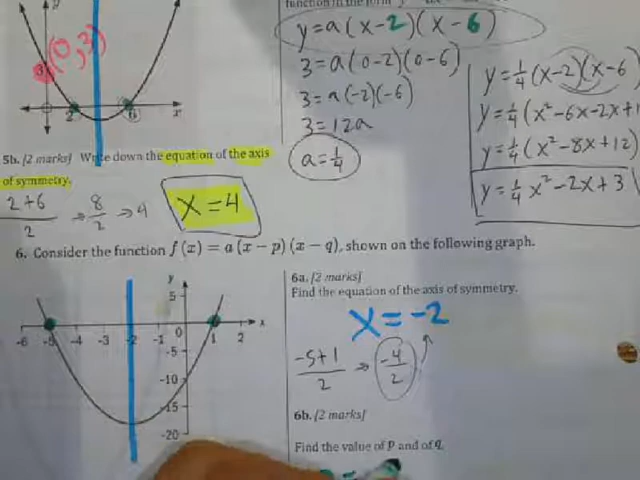 function in the form
y = a(x-2)(x-6)
(0,3)
3
3 = a(0-2)(0-6)
3 = a(-2)(-6)
3 = 12a
a = 1/4
y = 1/4 (x-2)(x-6)
y = 1/4 (x² -6x -2x +1
y = 1/4 (x² -8x +12)
y = 1/4 x² -2x +3
y
2
6
x
5b. [2 marks] Write down the equation of the axis
of symmetry.
2+6/2 → 8/2 → 4
x = 4
6. Consider the function f(x) = a(x − p)(x − q), shown on the following graph.
y
5
-6 -5 -4 -3 -2 -1 0 1 2 x
-5
-10
-15
-20
6a. [2 marks]
Find the equation of the axis of symmetry.
x = -2
-5+1/2 → -4/2
6b. [2 marks]
Find the value of p and of q.